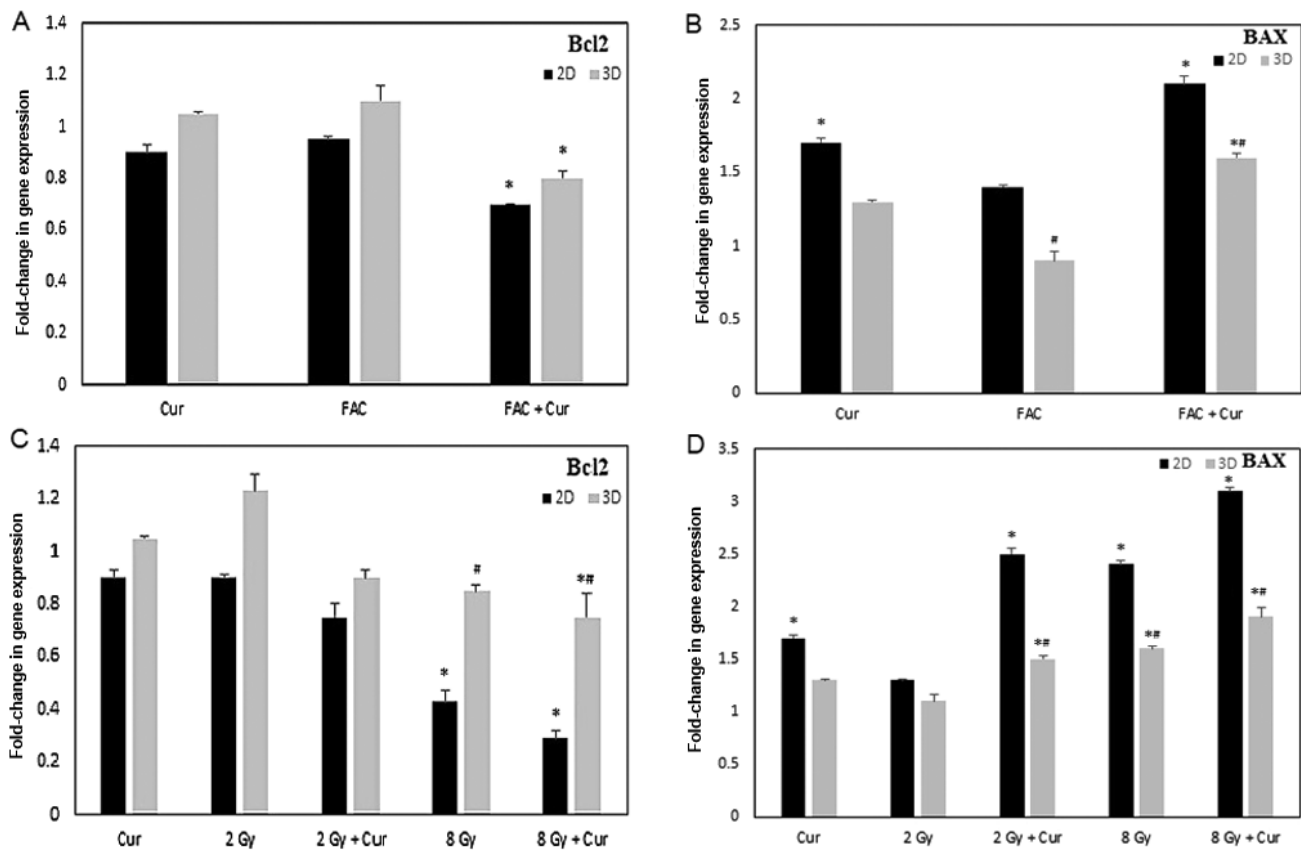 A
Bcl2
2D 3D
Fold-change in gene expression
1.4
1.2
1
0.8
0.6
0.4
0.2
0
*
*
Cur FAC FAC + Cur
B
BAX
2D 3D
Fold-change in gene expression
2.5
2
1.5
1
0.5
0
*
#
*
*#
Cur FAC FAC + Cur
C
Bcl2
2D 3D
Fold-change in gene expression
1.4
1.2
1
0.8
0.6
0.4
0.2
0
*
#
*
*#
Cur 2 Gy 2 Gy + Cur 8 Gy 8 Gy + Cur
D
2D 3D BAX
Fold-change in gene expression
3.5
3
2.5
2
1.5
1
0.5
0
*
*
*#
*
*#
*
*#
Cur 2 Gy 2 Gy + Cur 8 Gy 8 Gy + Cur